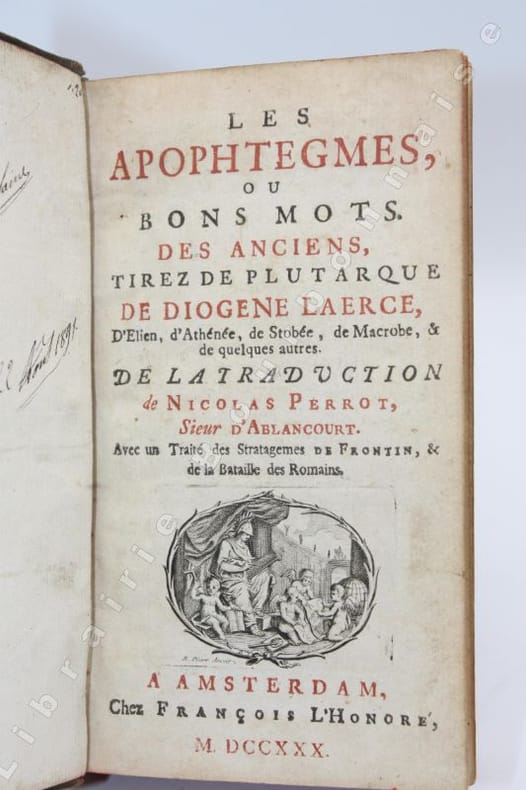 LES
APOPHTEGMES,
OU
BONS MOTS.
DES ANCIENS,
TIREZ DE PLUTARQUE
DE DIOGENE LAERCE,
D'Elien, d'Athénée, de Stobée, de Macrobe, &
de quelques autres.
DE LA TRADUCTION
de NICOLAS PERROT,
Sieur D'ABLANCOURT.
Avec un Traité des Stratagemes DE FRONTIN, &
de la Bataille des Romains.
A AMSTERDAM,
Chez FRANÇOIS L'HONORÉ,
M. DCCXXX.
1891.
Librairie